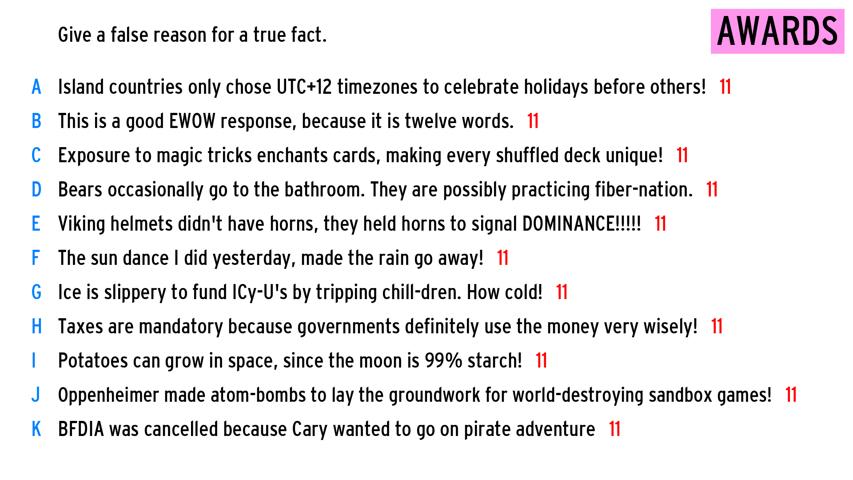 Give a false reason for a true fact.
AWARDS
A Island countries only chose UTC+12 timezones to celebrate holidays before others! 11
B This is a good EWOW response, because it is twelve words. 11
C Exposure to magic tricks enchants cards, making every shuffled deck unique! 11
D Bears occasionally go to the bathroom. They are possibly practicing fiber-nation. 11
E Viking helmets didn't have horns, they held horns to signal DOMINANCE!!!!! 11
F The sun dance I did yesterday, made the rain go away! 11
G Ice is slippery to fund ICy-U's by tripping chill-dren. How cold! 11
H Taxes are mandatory because governments definitely use the money very wisely! 11
I Potatoes can grow in space, since the moon is 99% starch! 11
J Oppenheimer made atom-bombs to lay the groundwork for world-destroying sandbox games! 11
K BFDIA was cancelled because Cary wanted to go on pirate adventure 11